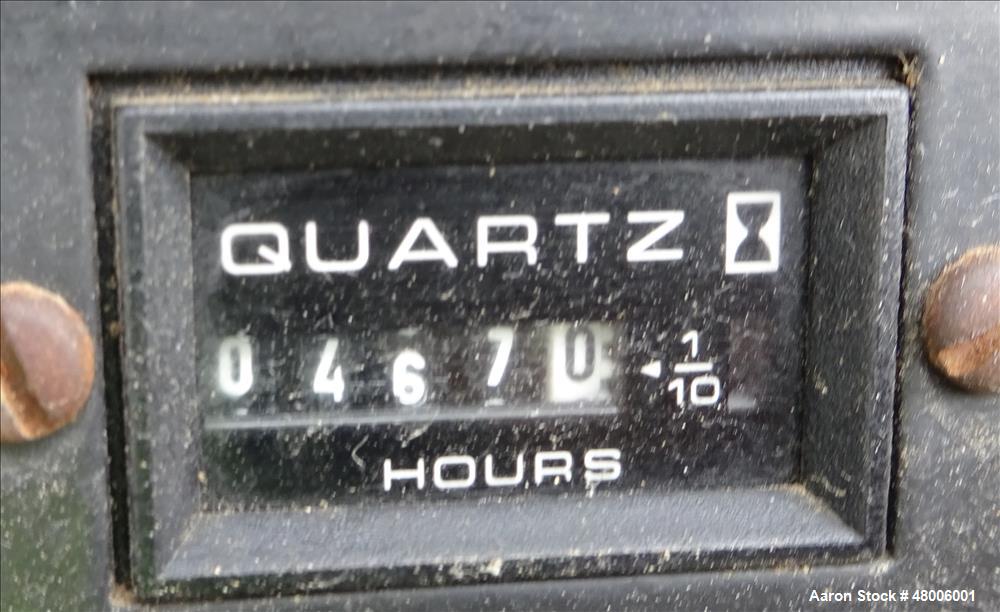 QUARTZ
0 4 6 7 0 1/10
HOURS
Aaron Stock # 48006001